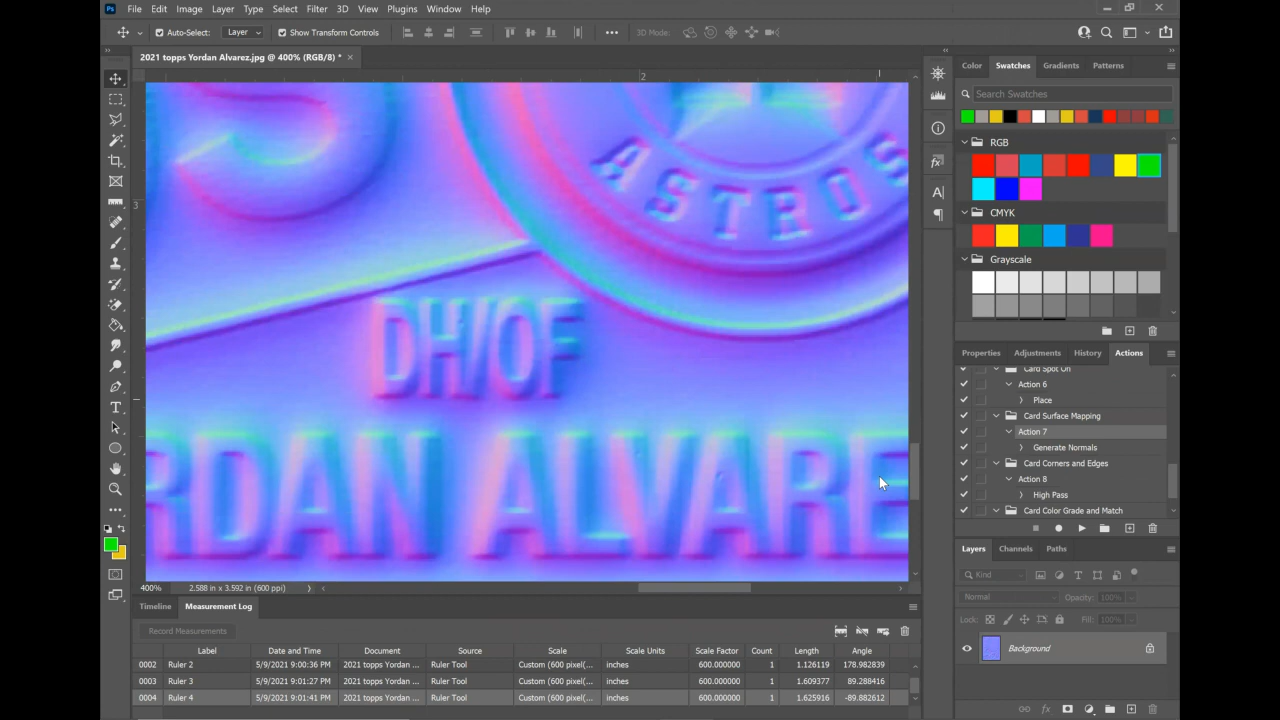 Ps File Edit Image Layer Type Select Filter 3D View Plugins Window Help
Auto-Select: Layer Show Transform Controls 3D Mode:
2021 topps Yordan Alvarez.jpg @ 400% (RGB/8) *
2
3
ASTROS
DH/OF
RDAN ALVARE
400% 2.588 in x 3.592 in (600 ppi)
Timeline Measurement Log
Record Measurements
Label Date and Time Document Source Scale Scale Units Scale Factor Count Length Angle
0002 Ruler 2 5/9/2021 9:00:36 PM 2021 topps Yordan ... Ruler Tool Custom (600 pixel(... inches 600.000000 1 1.126119 178.982839
0003 Ruler 3 5/9/2021 9:01:27 PM 2021 topps Yordan ... Ruler Tool Custom (600 pixel(... inches 600.000000 1 1.609377 89.288416
0004 Ruler 4 5/9/2021 9:01:41 PM 2021 topps Yordan ... Ruler Tool Custom (600 pixel(... inches 600.000000 1 1.625916 -89.882612
Color Swatches Gradients Patterns
Search Swatches
RGB
CMYK
Grayscale
Properties Adjustments History Actions
Card Spot On
Action 6
Place
Card Surface Mapping
Action 7
Generate Normals
Card Corners and Edges
Action 8
High Pass
Card Color Grade and Match
Layers Channels Paths
Kind
Normal Opacity: 100%
Lock: Fill: 100%
Background
fx